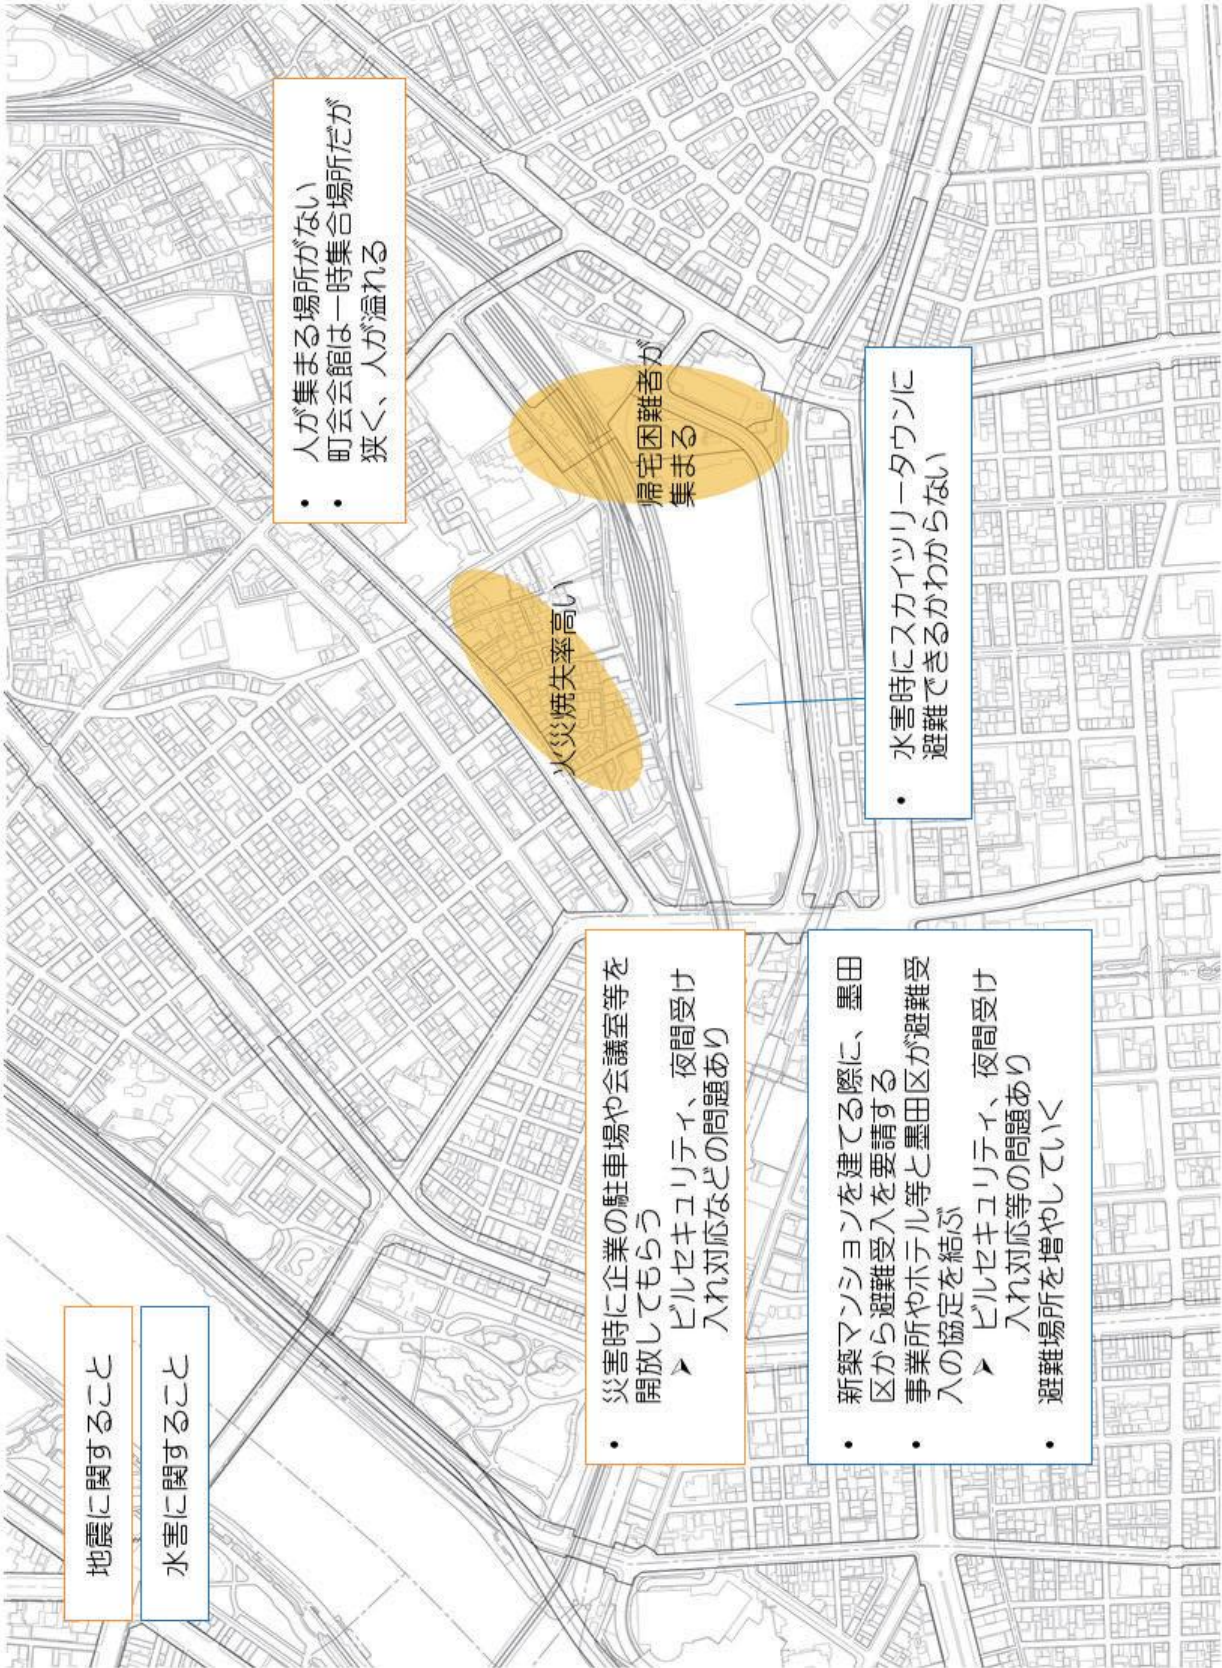 地震に関すること
水害に関すること
• 人が集まる場所がない
• 町会会館は一時集合場所だが
狭く、人が溢れる
火災焼失率高い
帰宅困難者が
集まる
• 災害時に企業の駐車場や会議室等を
開放してもらう
➤ ビルセキュリティ、夜間受け
入れ対応などの問題あり
• 水害時にスカイツリータウンに
避難できるかわからない
• 新築マンションを建てる際に、墨田
区から避難受入を要請する
• 事業所やホテル等と墨田区が避難受
入の協定を結ぶ
➤ ビルセキュリティ、夜間受け
入れ対応等の問題あり
• 避難場所を増やしていく